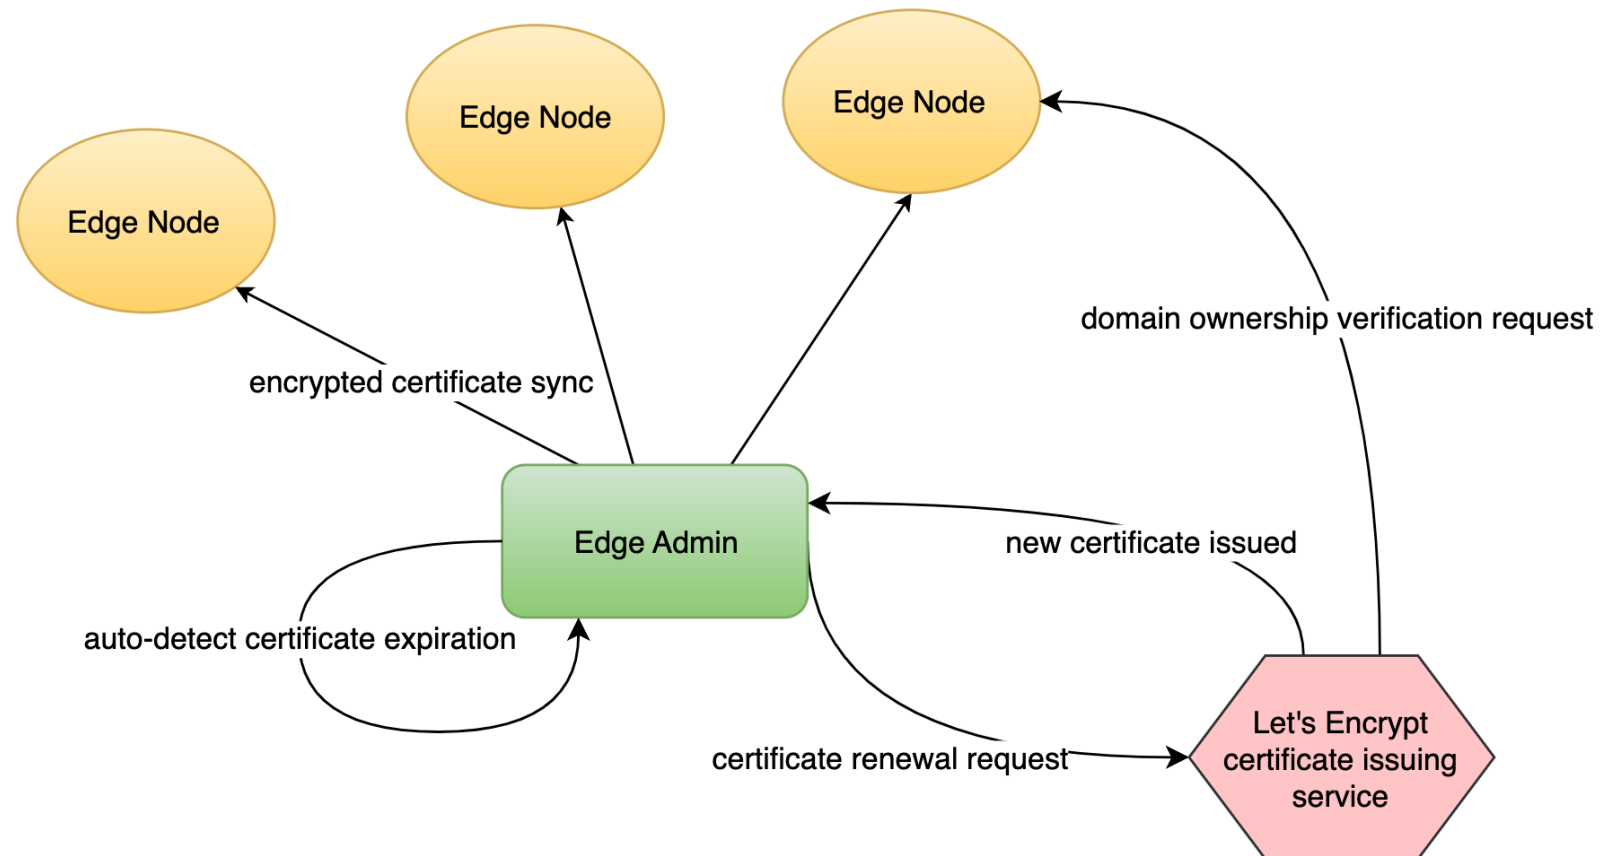 Edge Node
Edge Node
Edge Node
domain ownership verification request
encrypted certificate sync
Edge Admin
new certificate issued
auto-detect certificate expiration
certificate renewal request
Let's Encrypt
certificate issuing
service